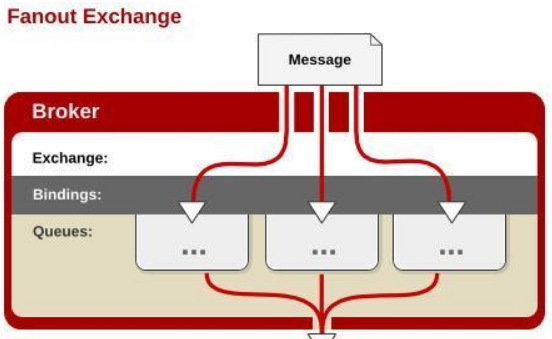 Fanout Exchange
Message
Broker
Exchange:
Bindings:
Queues:
... ... ...